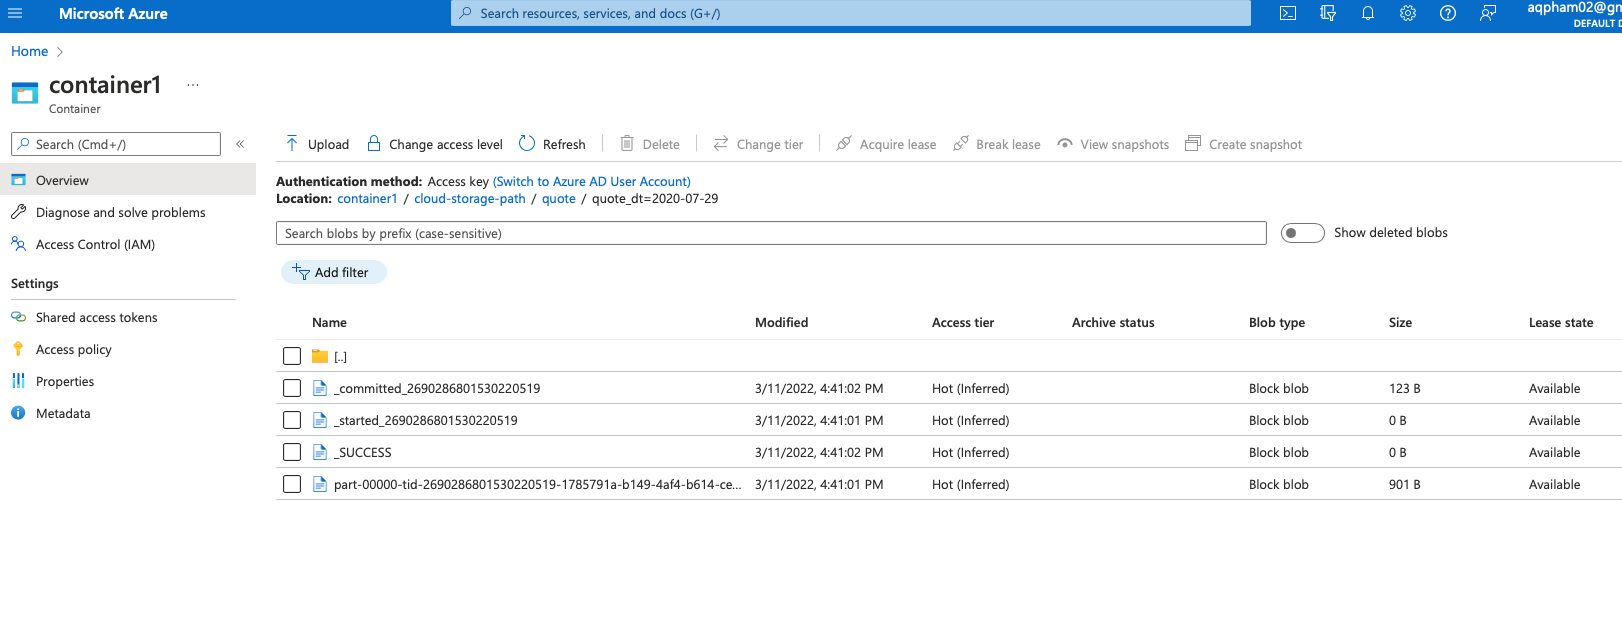 Microsoft Azure
Search resources, services, and docs (G+/)
aqpham02@gm
DEFAULT D
Home
container1 ...
Container
Search (Cmd+/)
«
Overview
Diagnose and solve problems
Access Control (IAM)
Settings
Shared access tokens
Access policy
Properties
Metadata
Upload Change access level Refresh Delete Change tier Acquire lease Break lease View snapshots Create snapshot
Authentication method: Access key (Switch to Azure AD User Account)
Location: container1 / cloud-storage-path / quote / quote_dt=2020-07-29
Search blobs by prefix (case-sensitive)
Show deleted blobs
Add filter
Name Modified Access tier Archive status Blob type Size Lease state
[..]
_committed_2690286801530220519 3/11/2022, 4:41:02 PM Hot (Inferred) Block blob 123 B Available
_started_2690286801530220519 3/11/2022, 4:41:01 PM Hot (Inferred) Block blob 0 B Available
_SUCCESS 3/11/2022, 4:41:02 PM Hot (Inferred) Block blob 0 B Available
part-00000-tid-2690286801530220519-1785791a-b149-4af4-b614-ce... 3/11/2022, 4:41:01 PM Hot (Inferred) Block blob 901 B Available